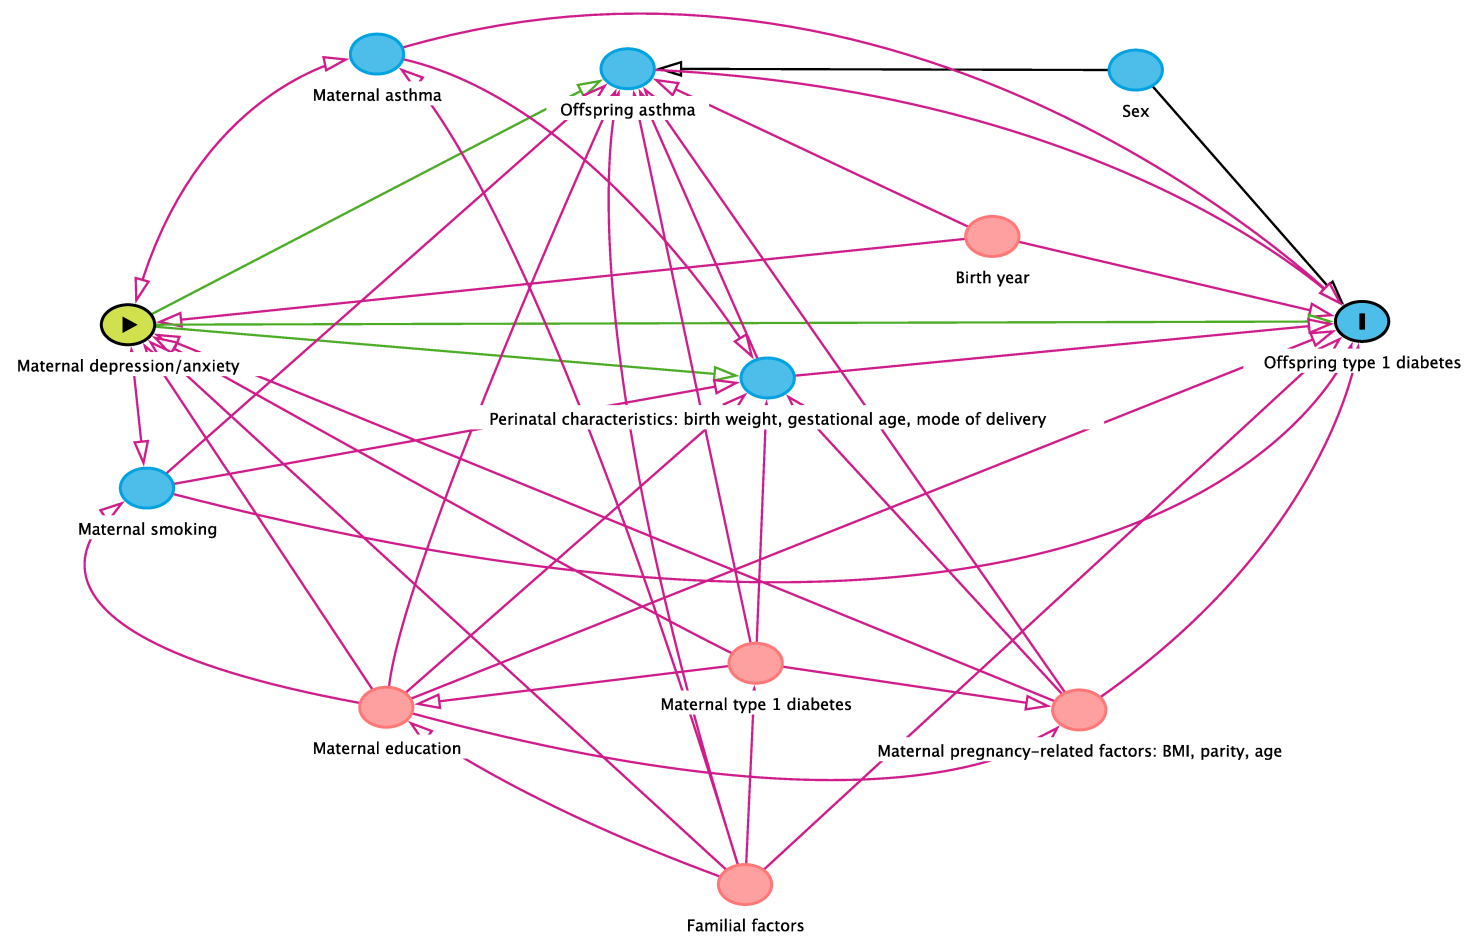 Maternal asthma
Offspring asthma
Sex
Birth year
Maternal depression/anxiety
Offspring type 1 diabetes
Perinatal characteristics: birth weight, gestational age, mode of delivery
Maternal smoking
Maternal type 1 diabetes
Maternal education
Maternal pregnancy-related factors: BMI, parity, age
Familial factors